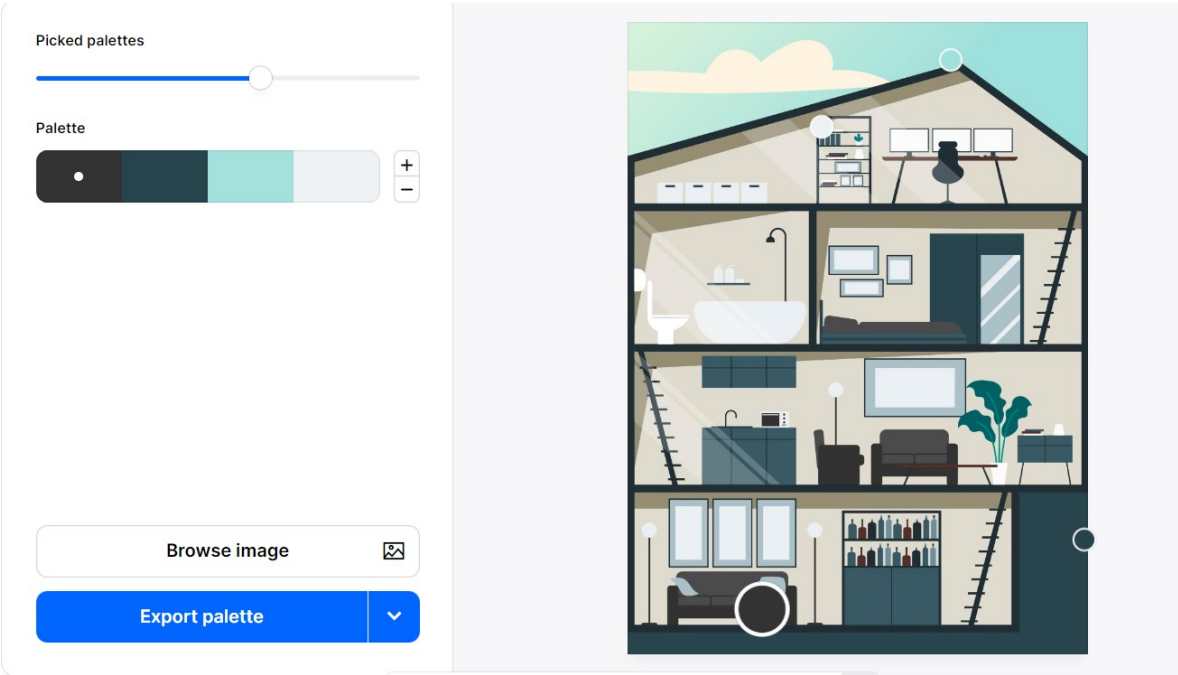 Picked palettes
Palette
+
−
Browse image
Export palette